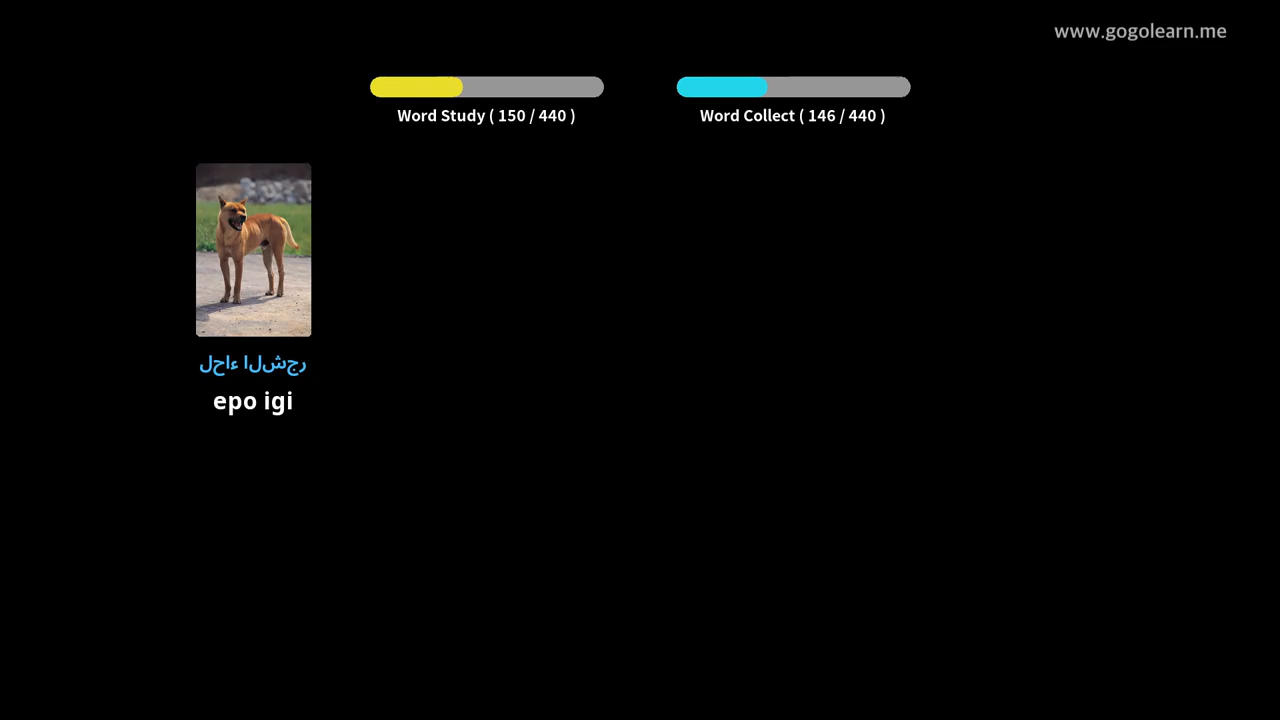 www.gogolearn.me
Word Study ( 150 / 440 )
Word Collect ( 146 / 440 )
لحاء الشجر
epo igi